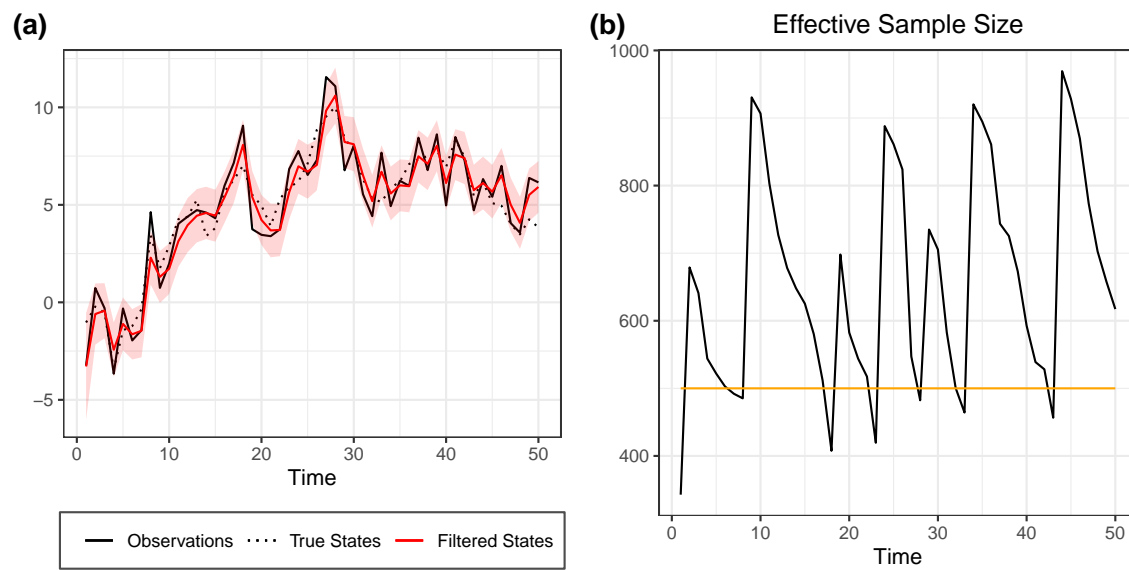 (a)
10
5
0
−5
0 10 20 30 40 50
Time
Observations True States Filtered States
(b) Effective Sample Size
1000
800
600
400
0 10 20 30 40 50
Time